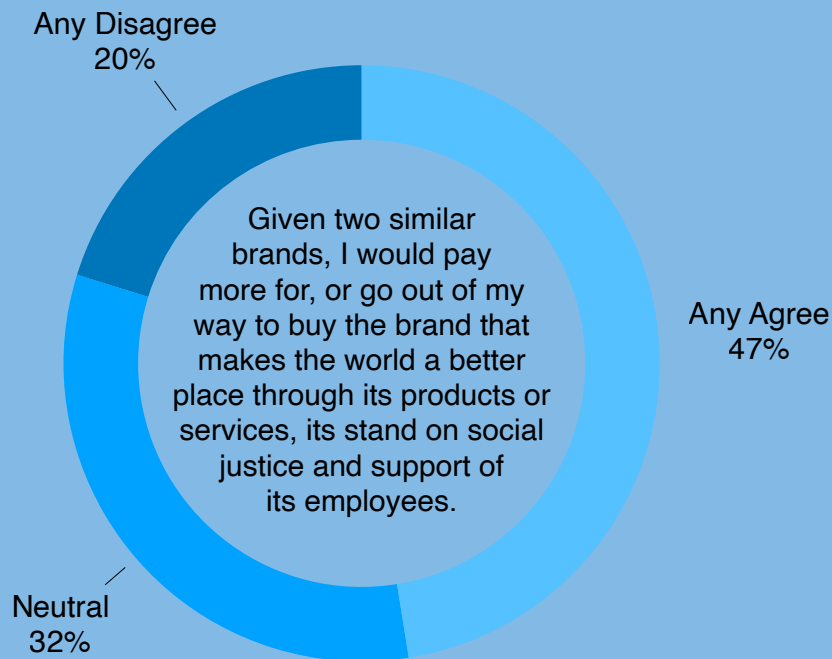 Any Disagree
20%
Given two similar
brands, I would pay
more for, or go out of my
way to buy the brand that
makes the world a better
place through its products or
services, its stand on social
justice and support of
its employees.
Any Agree
47%
Neutral
32%